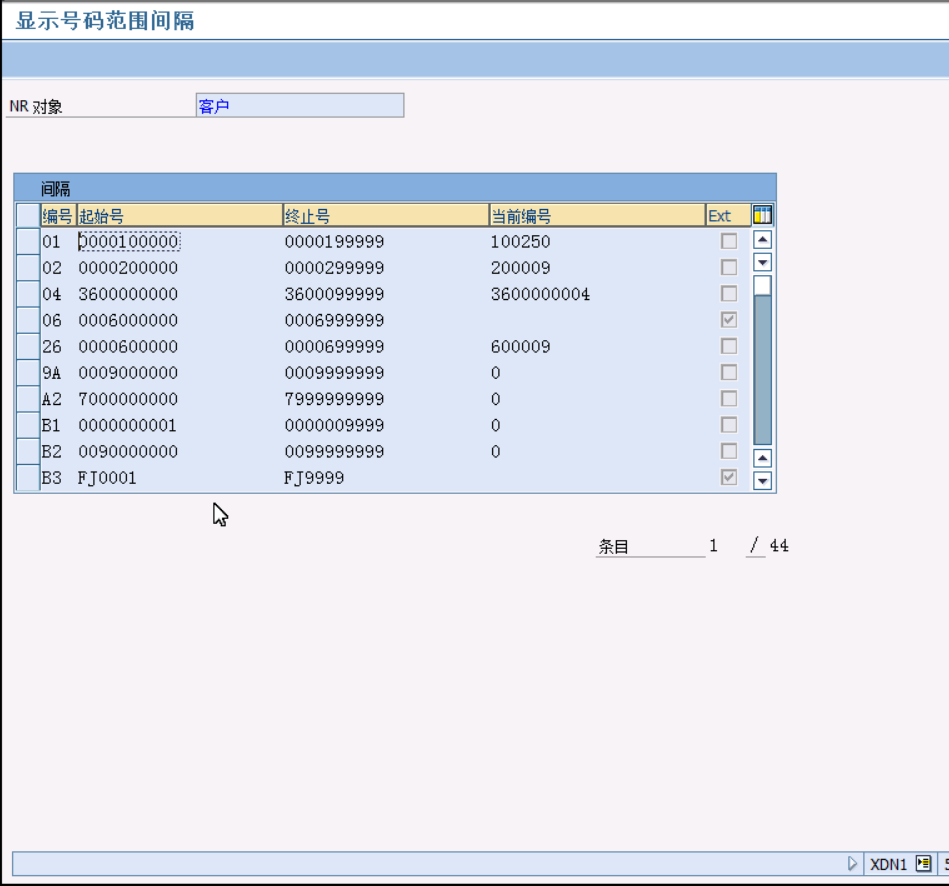 显示号码范围间隔
NR 对象 客户
间隔
编号 起始号 终止号 当前编号 Ext
01 0000100000 0000199999 100250
02 0000200000 0000299999 200009
04 3600000000 3600099999 3600000004
06 0006000000 0006999999
26 0000600000 0000699999 600009
9A 0009000000 0009999999 0
A2 7000000000 7999999999 0
B1 0000000001 0000009999 0
B2 0090000000 0099999999 0
B3 FJ0001 FJ9999
条目 1 / 44
XDN1